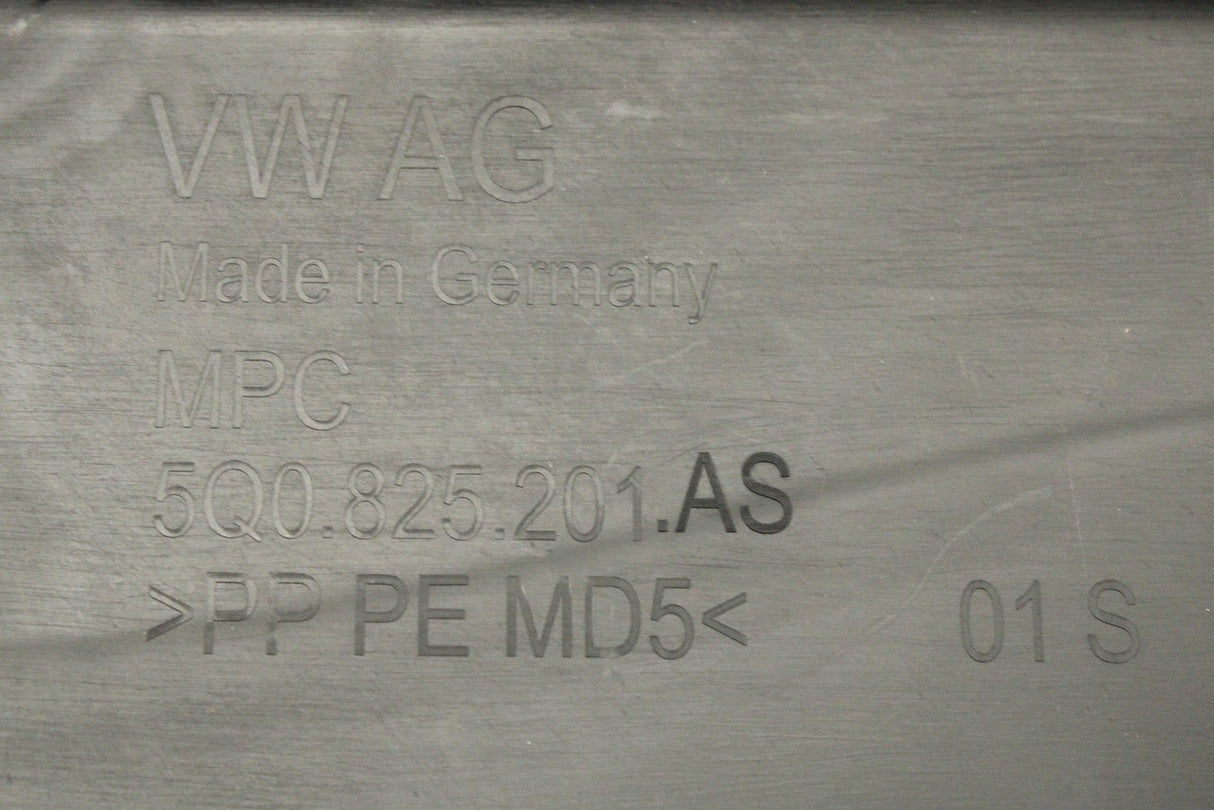 VW AG
Made in Germany
MPC
5Q0.825.201.AS
>PP PE MD5< 01 S